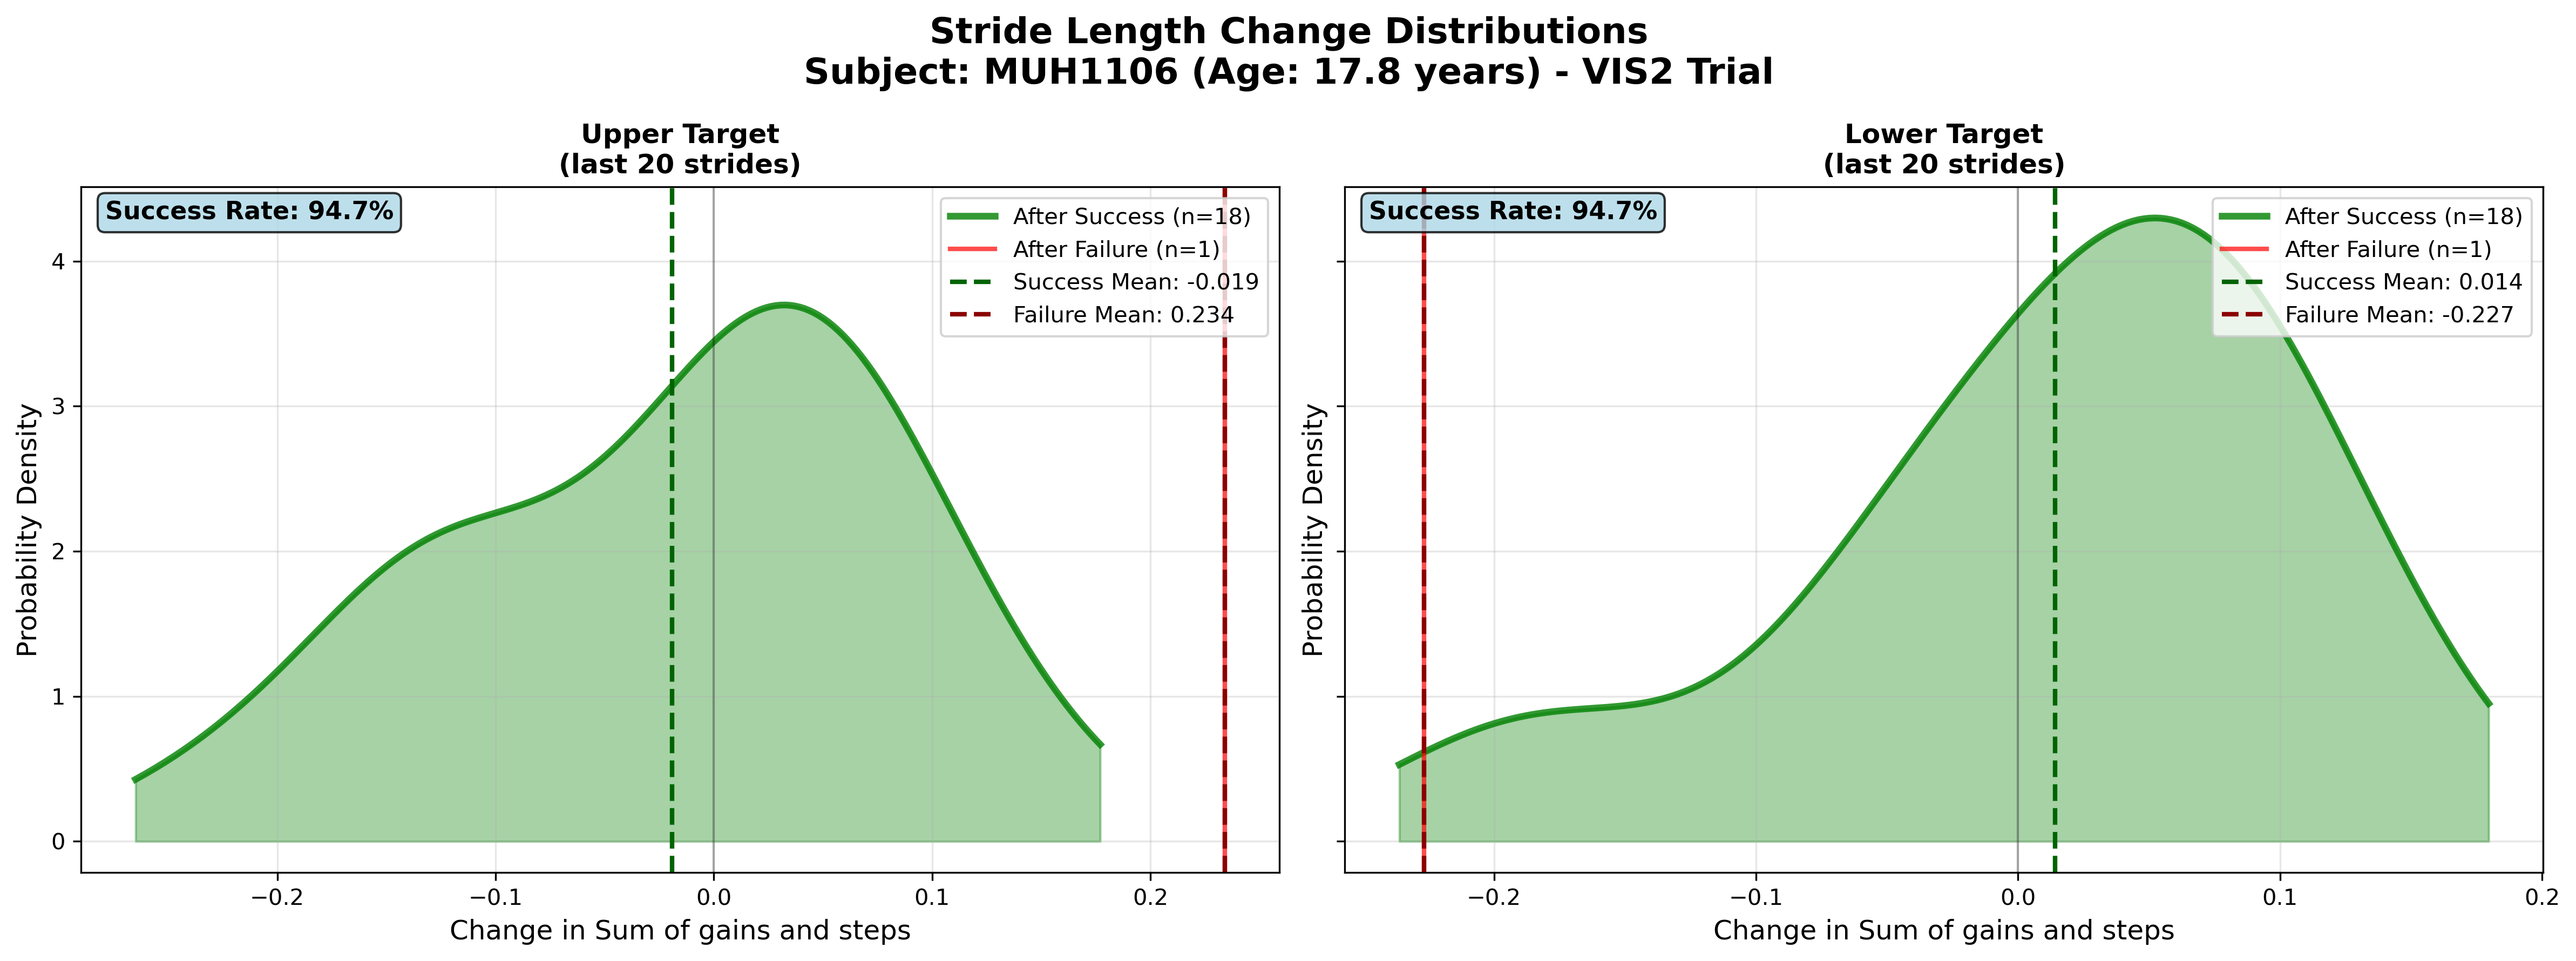 Stride Length Change Distributions
Subject: MUH1106 (Age: 17.8 years) - VIS2 Trial
Upper Target
(last 20 strides)
Success Rate: 94.7%
After Success (n=18)
After Failure (n=1)
Success Mean: -0.019
Failure Mean: 0.234
Probability Density
4
3
2
1
0
−0.2
−0.1
0.0
0.1
0.2
Change in Sum of gains and steps
Lower Target
(last 20 strides)
Success Rate: 94.7%
After Success (n=18)
After Failure (n=1)
Success Mean: 0.014
Failure Mean: -0.227
Probability Density
−0.2
−0.1
0.0
0.1
0.2
Change in Sum of gains and steps